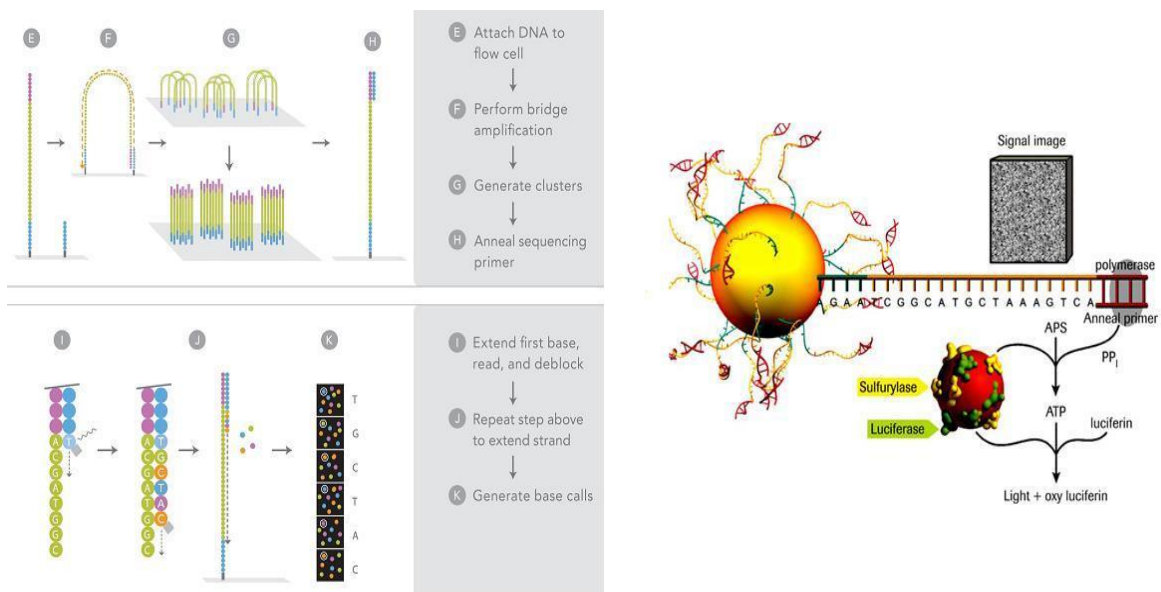 E
F
G
H
E Attach DNA to
flow cell
F Perform bridge
amplification
G Generate clusters
H Anneal sequencing
primer
I
J
K
A T
C
G
A
T
G
G
C
A T
C G
G C
A T
T A
G C
G
C
T
G
C
T
A
C
I Extend first base,
read, and deblock
J Repeat step above
to extend strand
K Generate base calls
Signal image
polymerase
A G A A T C G G C A T G C T A A A G T C A
Anneal primer
APS
PPI
Sulfurylase
Luciferase
ATP
luciferin
Light + oxy luciferin